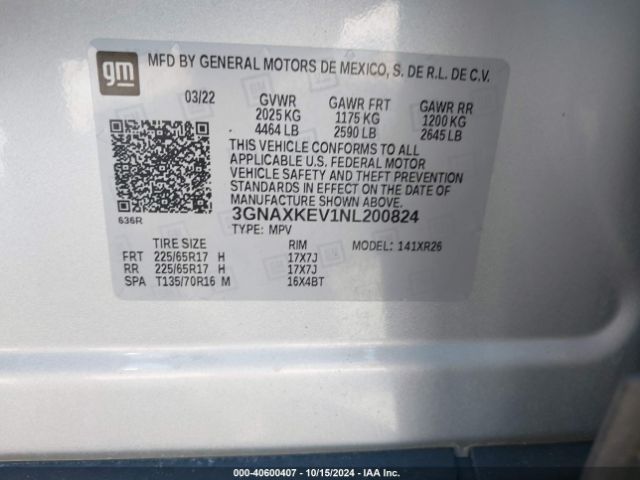 gm
MFD BY GENERAL MOTORS DE MEXICO, S. DE R.L. DE C.V.
03/22 GVWR GAWR FRT GAWR RR
2025 KG 1175 KG 1200 KG
4464 LB 2590 LB 2645 LB
THIS VEHICLE CONFORMS TO ALL
APPLICABLE U.S. FEDERAL MOTOR
VEHICLE SAFETY AND THEFT PREVENTION
STANDARDS IN EFFECT ON THE DATE OF
MANUFACTURE SHOWN ABOVE.
636R 3GNAXKEV1NL200824
TYPE: MPV
TIRE SIZE RIM MODEL: 141XR26
FRT 225/65R17 H 17X7J
RR 225/65R17 H 17X7J
SPA T135/70R16 M 16X4BT
000-40600407 - 10/15/2024 - IAA Inc.